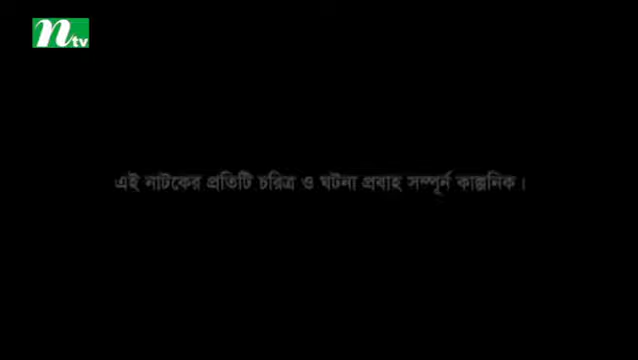 ntv
এই নাটকের প্রতিটি চরিত্র ও ঘটনা প্রবাহ সম্পূর্ন কাল্পনিক।